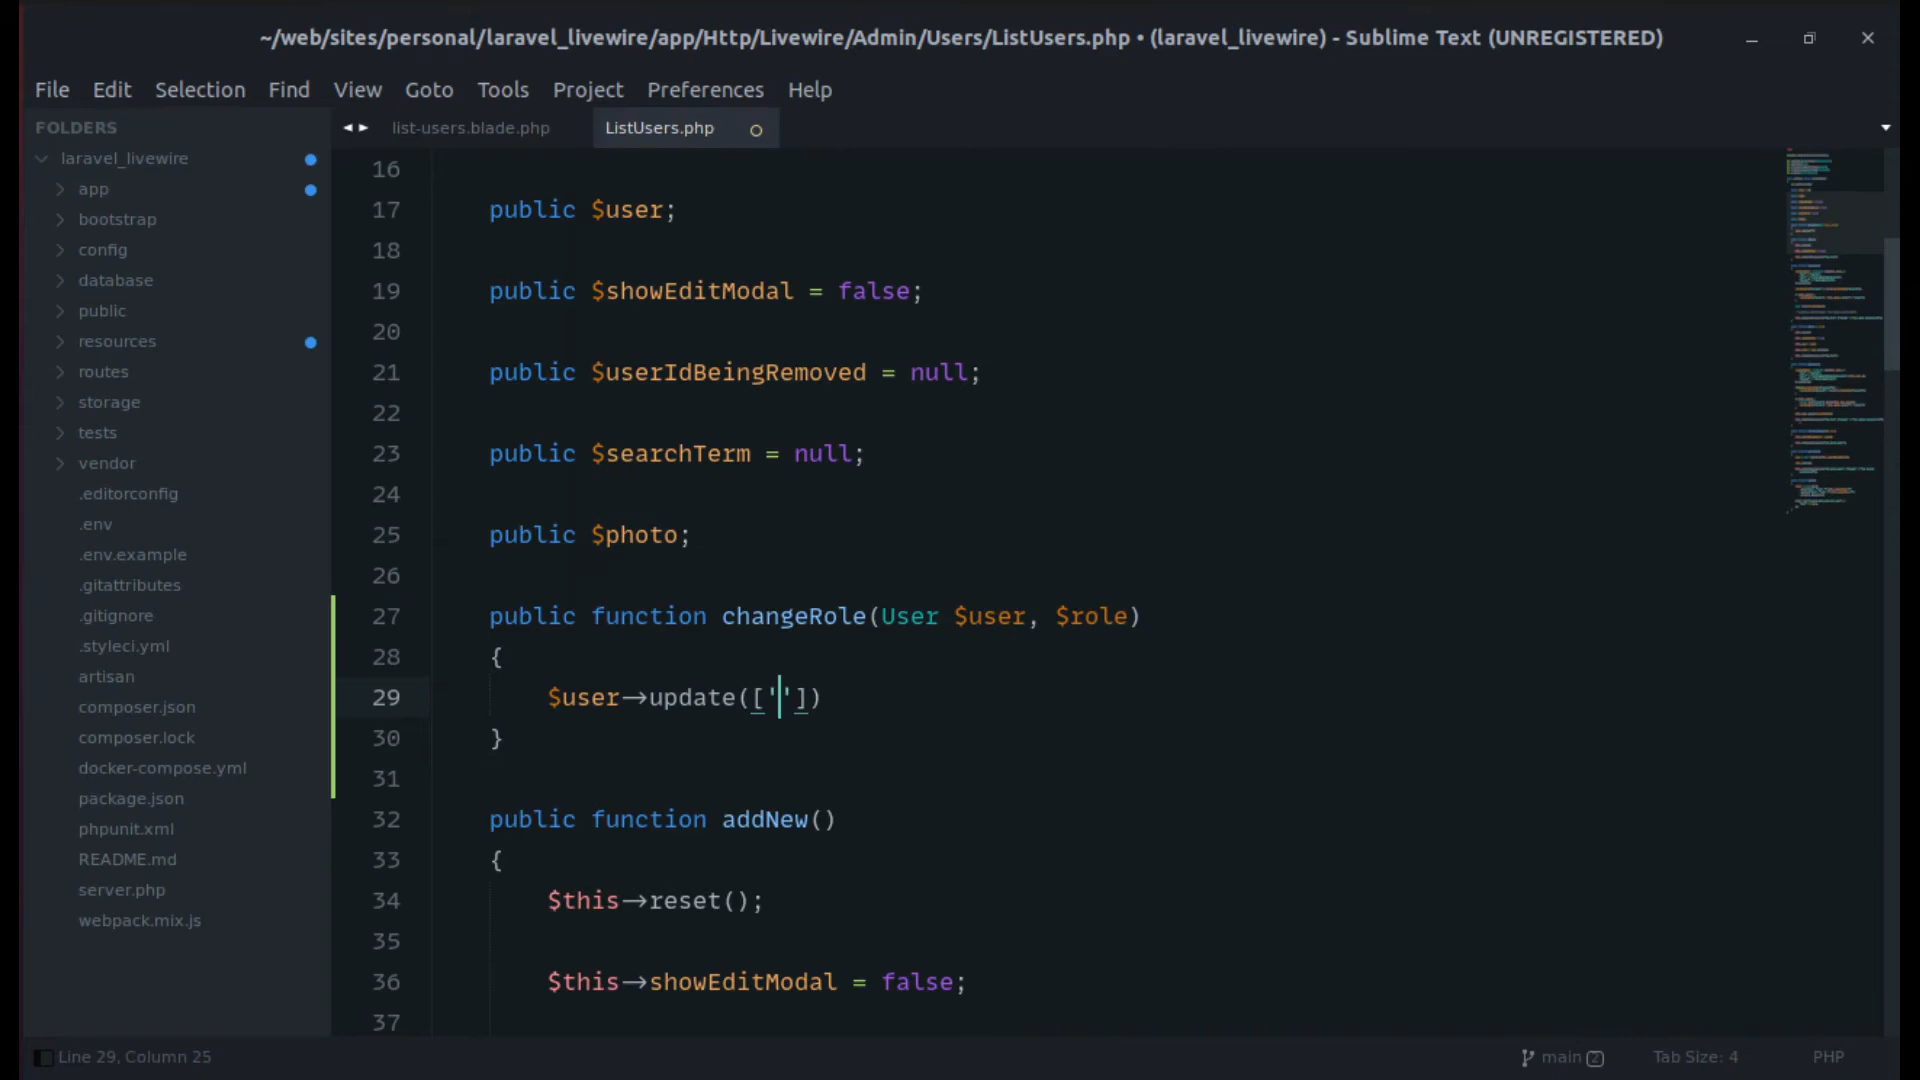 ~/web/sites/personal/laravel_livewire/app/Http/Livewire/Admin/Users/ListUsers.php • (laravel_livewire) - Sublime Text (UNREGISTERED)
File Edit Selection Find View Goto Tools Project Preferences Help
FOLDERS
laravel_livewire
app
bootstrap
config
database
public
resources
routes
storage
tests
vendor
.editorconfig
.env
.env.example
.gitattributes
.gitignore
.styleci.yml
artisan
composer.json
composer.lock
docker-compose.yml
package.json
phpunit.xml
README.md
server.php
webpack.mix.js
list-users.blade.php
ListUsers.php
16
17 public $user;
18
19 public $showEditModal = false;
20
21 public $userIdBeingRemoved = null;
22
23 public $searchTerm = null;
24
25 public $photo;
26
27 public function changeRole(User $user, $role)
28 {
29 $user->update([''])
30 }
31
32 public function addNew()
33 {
34 $this->reset();
35
36 $this->showEditModal = false;
37
Line 29, Column 25
main 2
Tab Size: 4
PHP